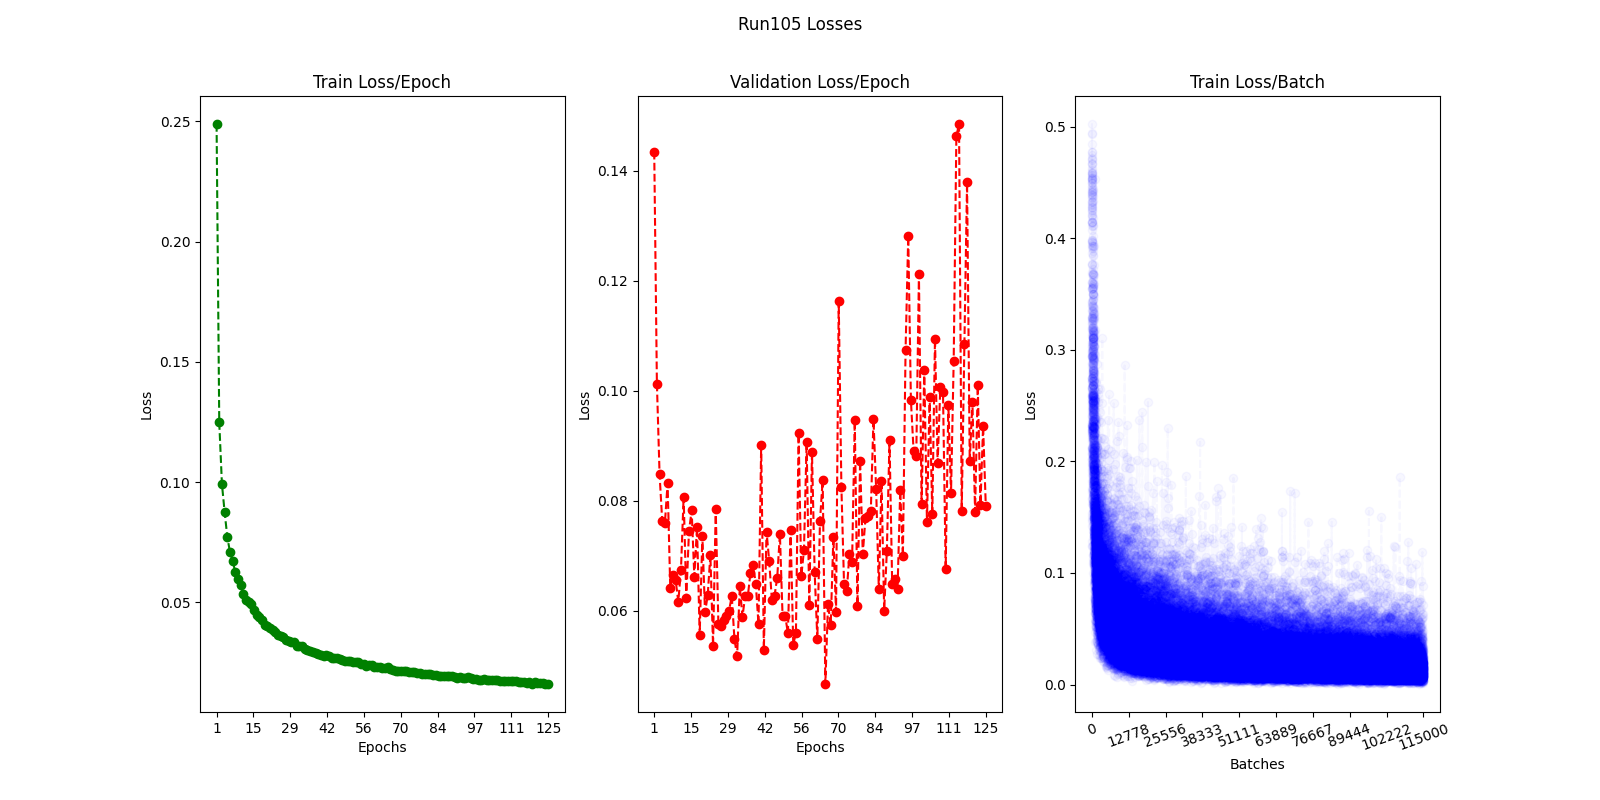 Run105 Losses
Train Loss/Epoch
Validation Loss/Epoch
Train Loss/Batch
Loss
0.25
0.20
0.15
0.10
0.05
1 15 29 42 56 70 84 97 111 125
Epochs
Loss
0.14
0.12
0.10
0.08
0.06
1 15 29 42 56 70 84 97 111 125
Epochs
Loss
0.5
0.4
0.3
0.2
0.1
0.0
0 12778 25556 38333 51111 63889 76667 89444 102222 115000
Batches